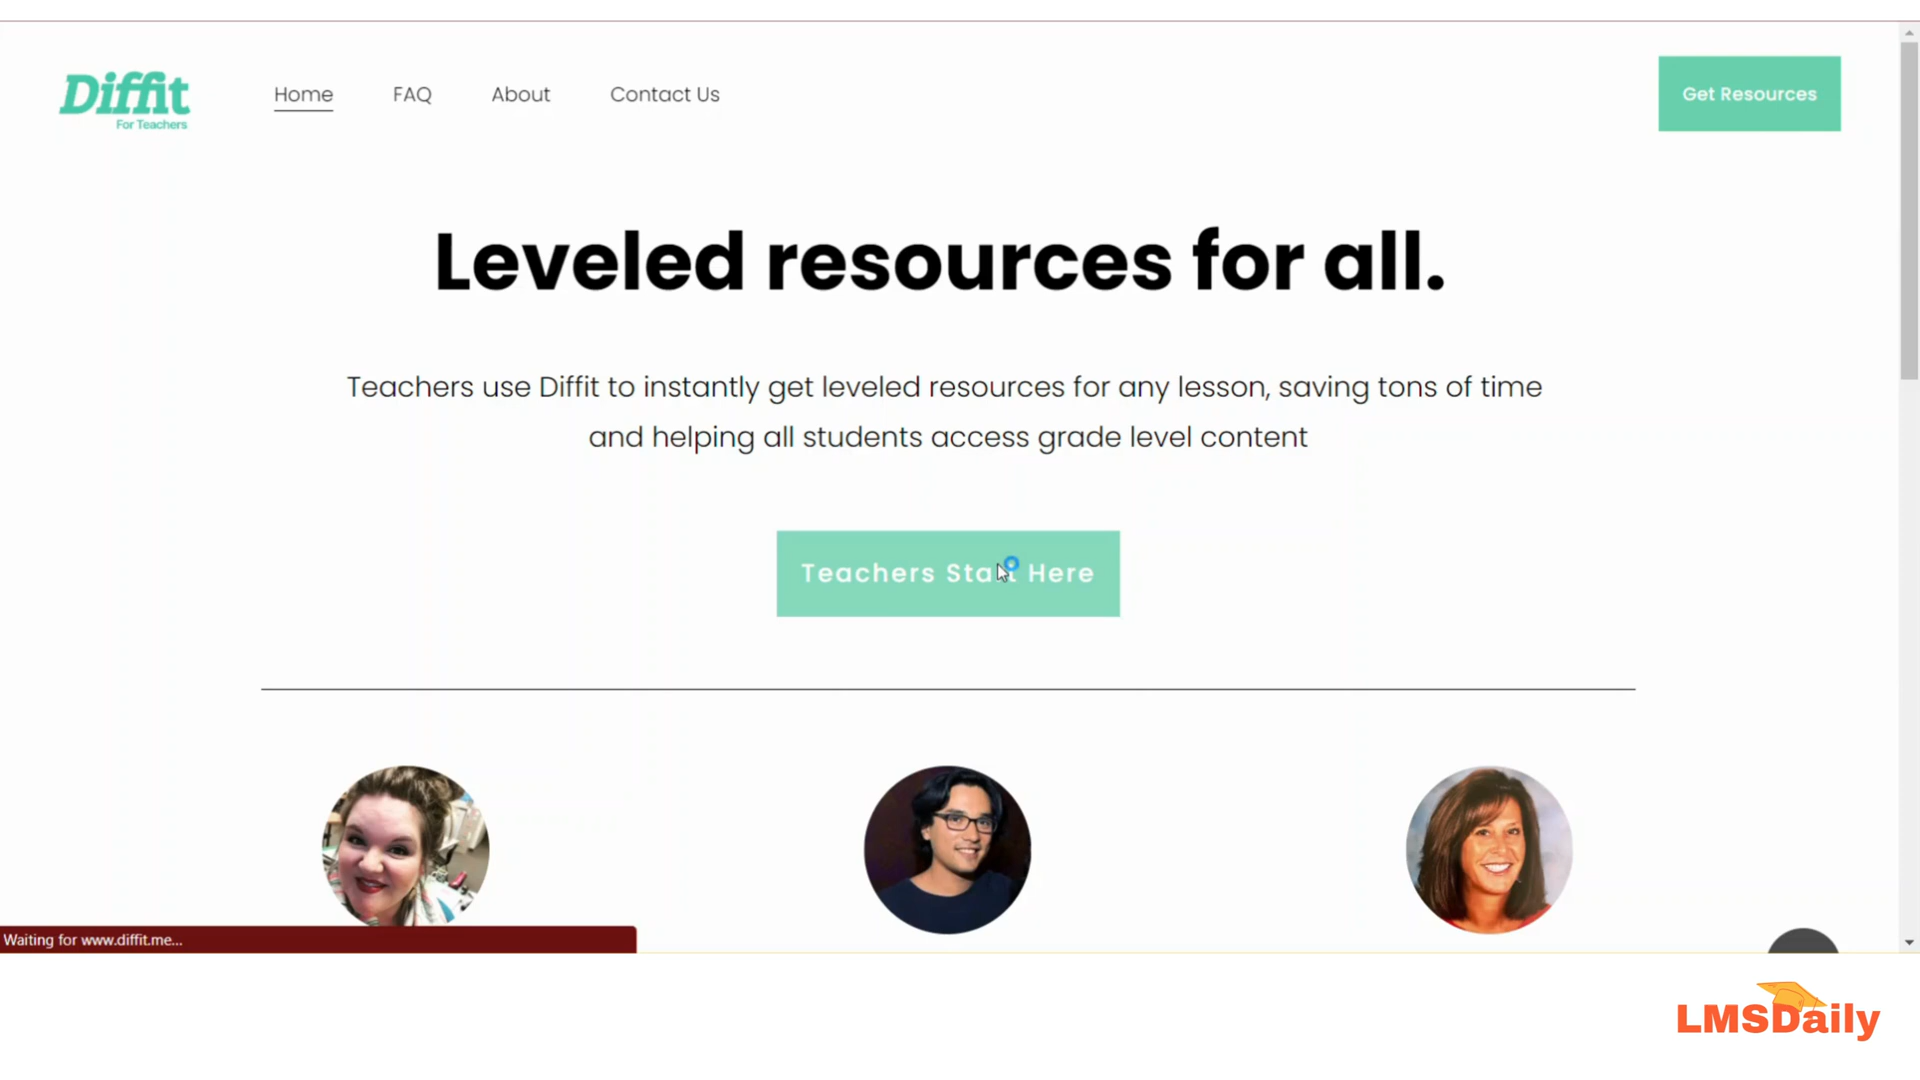 Diffit
For Teachers
Home
FAQ
About
Contact Us
Get Resources
Leveled resources for all.
Teachers use Diffit to instantly get leveled resources for any lesson, saving tons of time
and helping all students access grade level content
Teachers Start Here
Waiting for www.diffit.me...
LMSDaily